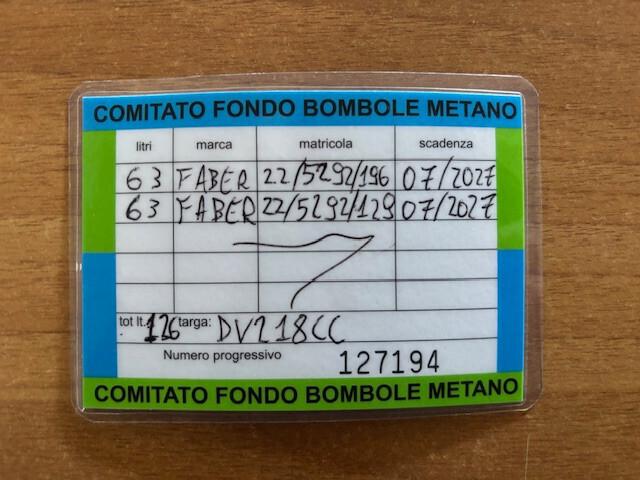 COMITATO FONDO BOMBOLE METANO
litri marca matricola scadenza
63 FABER 22/5292/196 07/2027
63 FABER 22/5292/129 07/2027
tot lt. 126 targa: DV218CC
Numero progressivo 127194
COMITATO FONDO BOMBOLE METANO